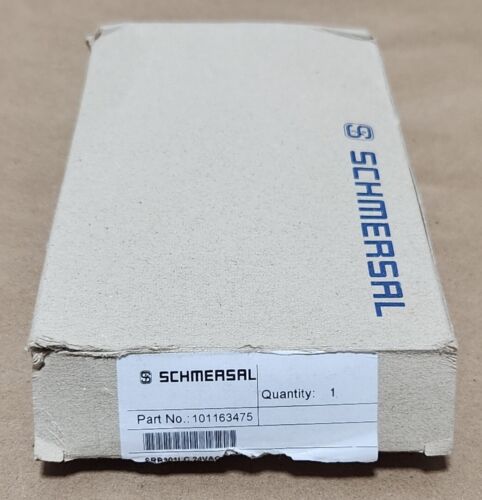 SCHMERSAL
SCHMERSAL
Quantity: 1
Part No.: 101163475